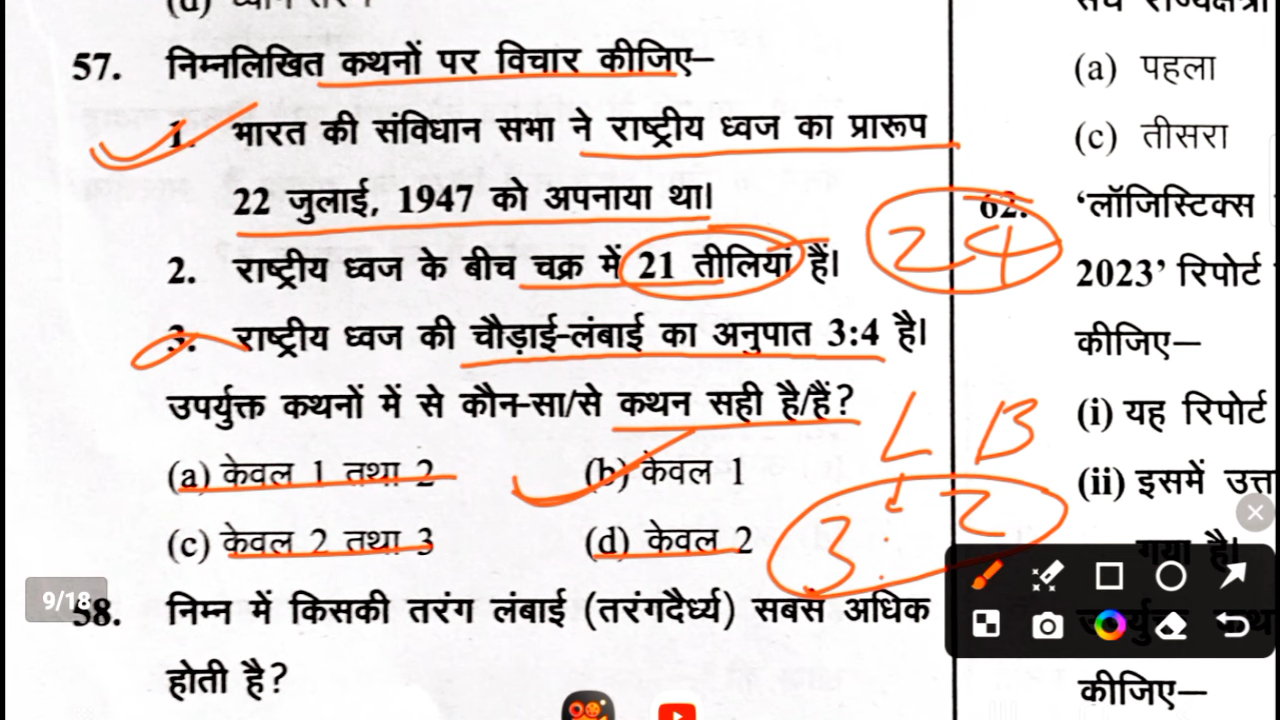 57. निम्नलिखित कथनों पर विचार कीजिए–
1. भारत की संविधान सभा ने राष्ट्रीय ध्वज का प्रारूप
22 जुलाई, 1947 को अपनाया था।
2. राष्ट्रीय ध्वज के बीच चक्र में 21 तीलियां हैं।
24
3. राष्ट्रीय ध्वज की चौड़ाई-लंबाई का अनुपात 3:4 है।
उपर्युक्त कथनों में से कौन-सा/से कथन सही है/हैं?
L B
3 : 2
(a) केवल 1 तथा 2 (b) केवल 1
(c) केवल 2 तथा 3 (d) केवल 2
9/18
58. निम्न में किसकी तरंग लंबाई (तरंगदैर्ध्य) सबसे अधिक
होती है?
(a) पहला
(c) तीसरा
62. ‘लॉजिस्टिक्स
2023’ रिपोर्ट
कीजिए–
(i) यह रिपोर्ट
(ii) इसमें उत्त
गया है।
कीजिए–